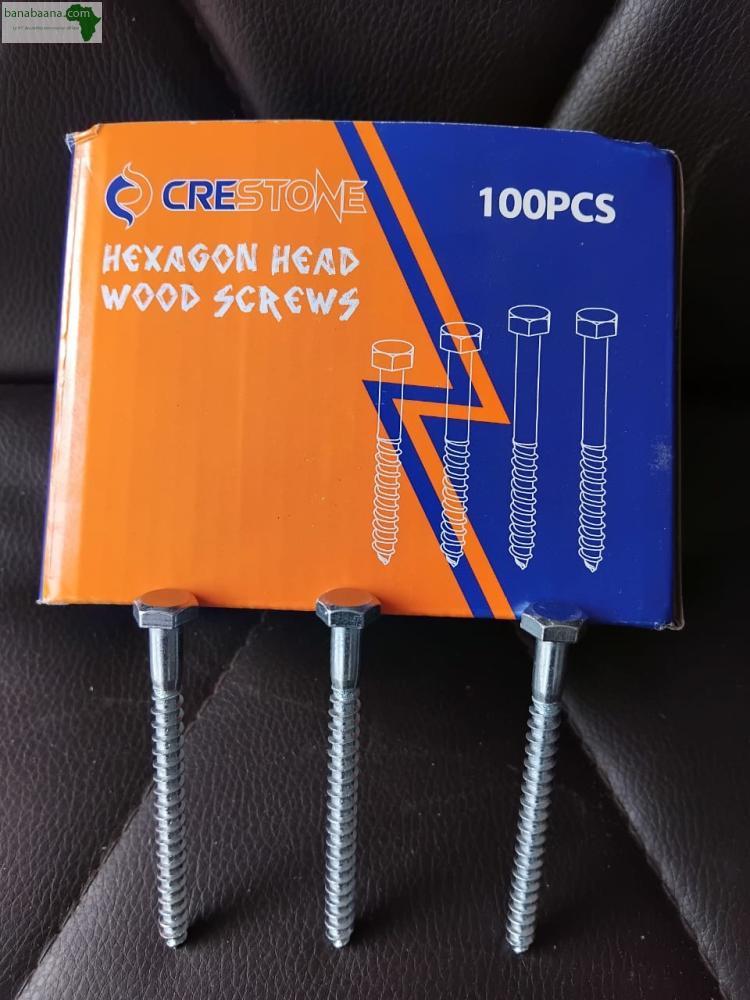 banabaana.com
CRESTONE
100PCS
HEXAGON HEAD
WOOD SCREWS